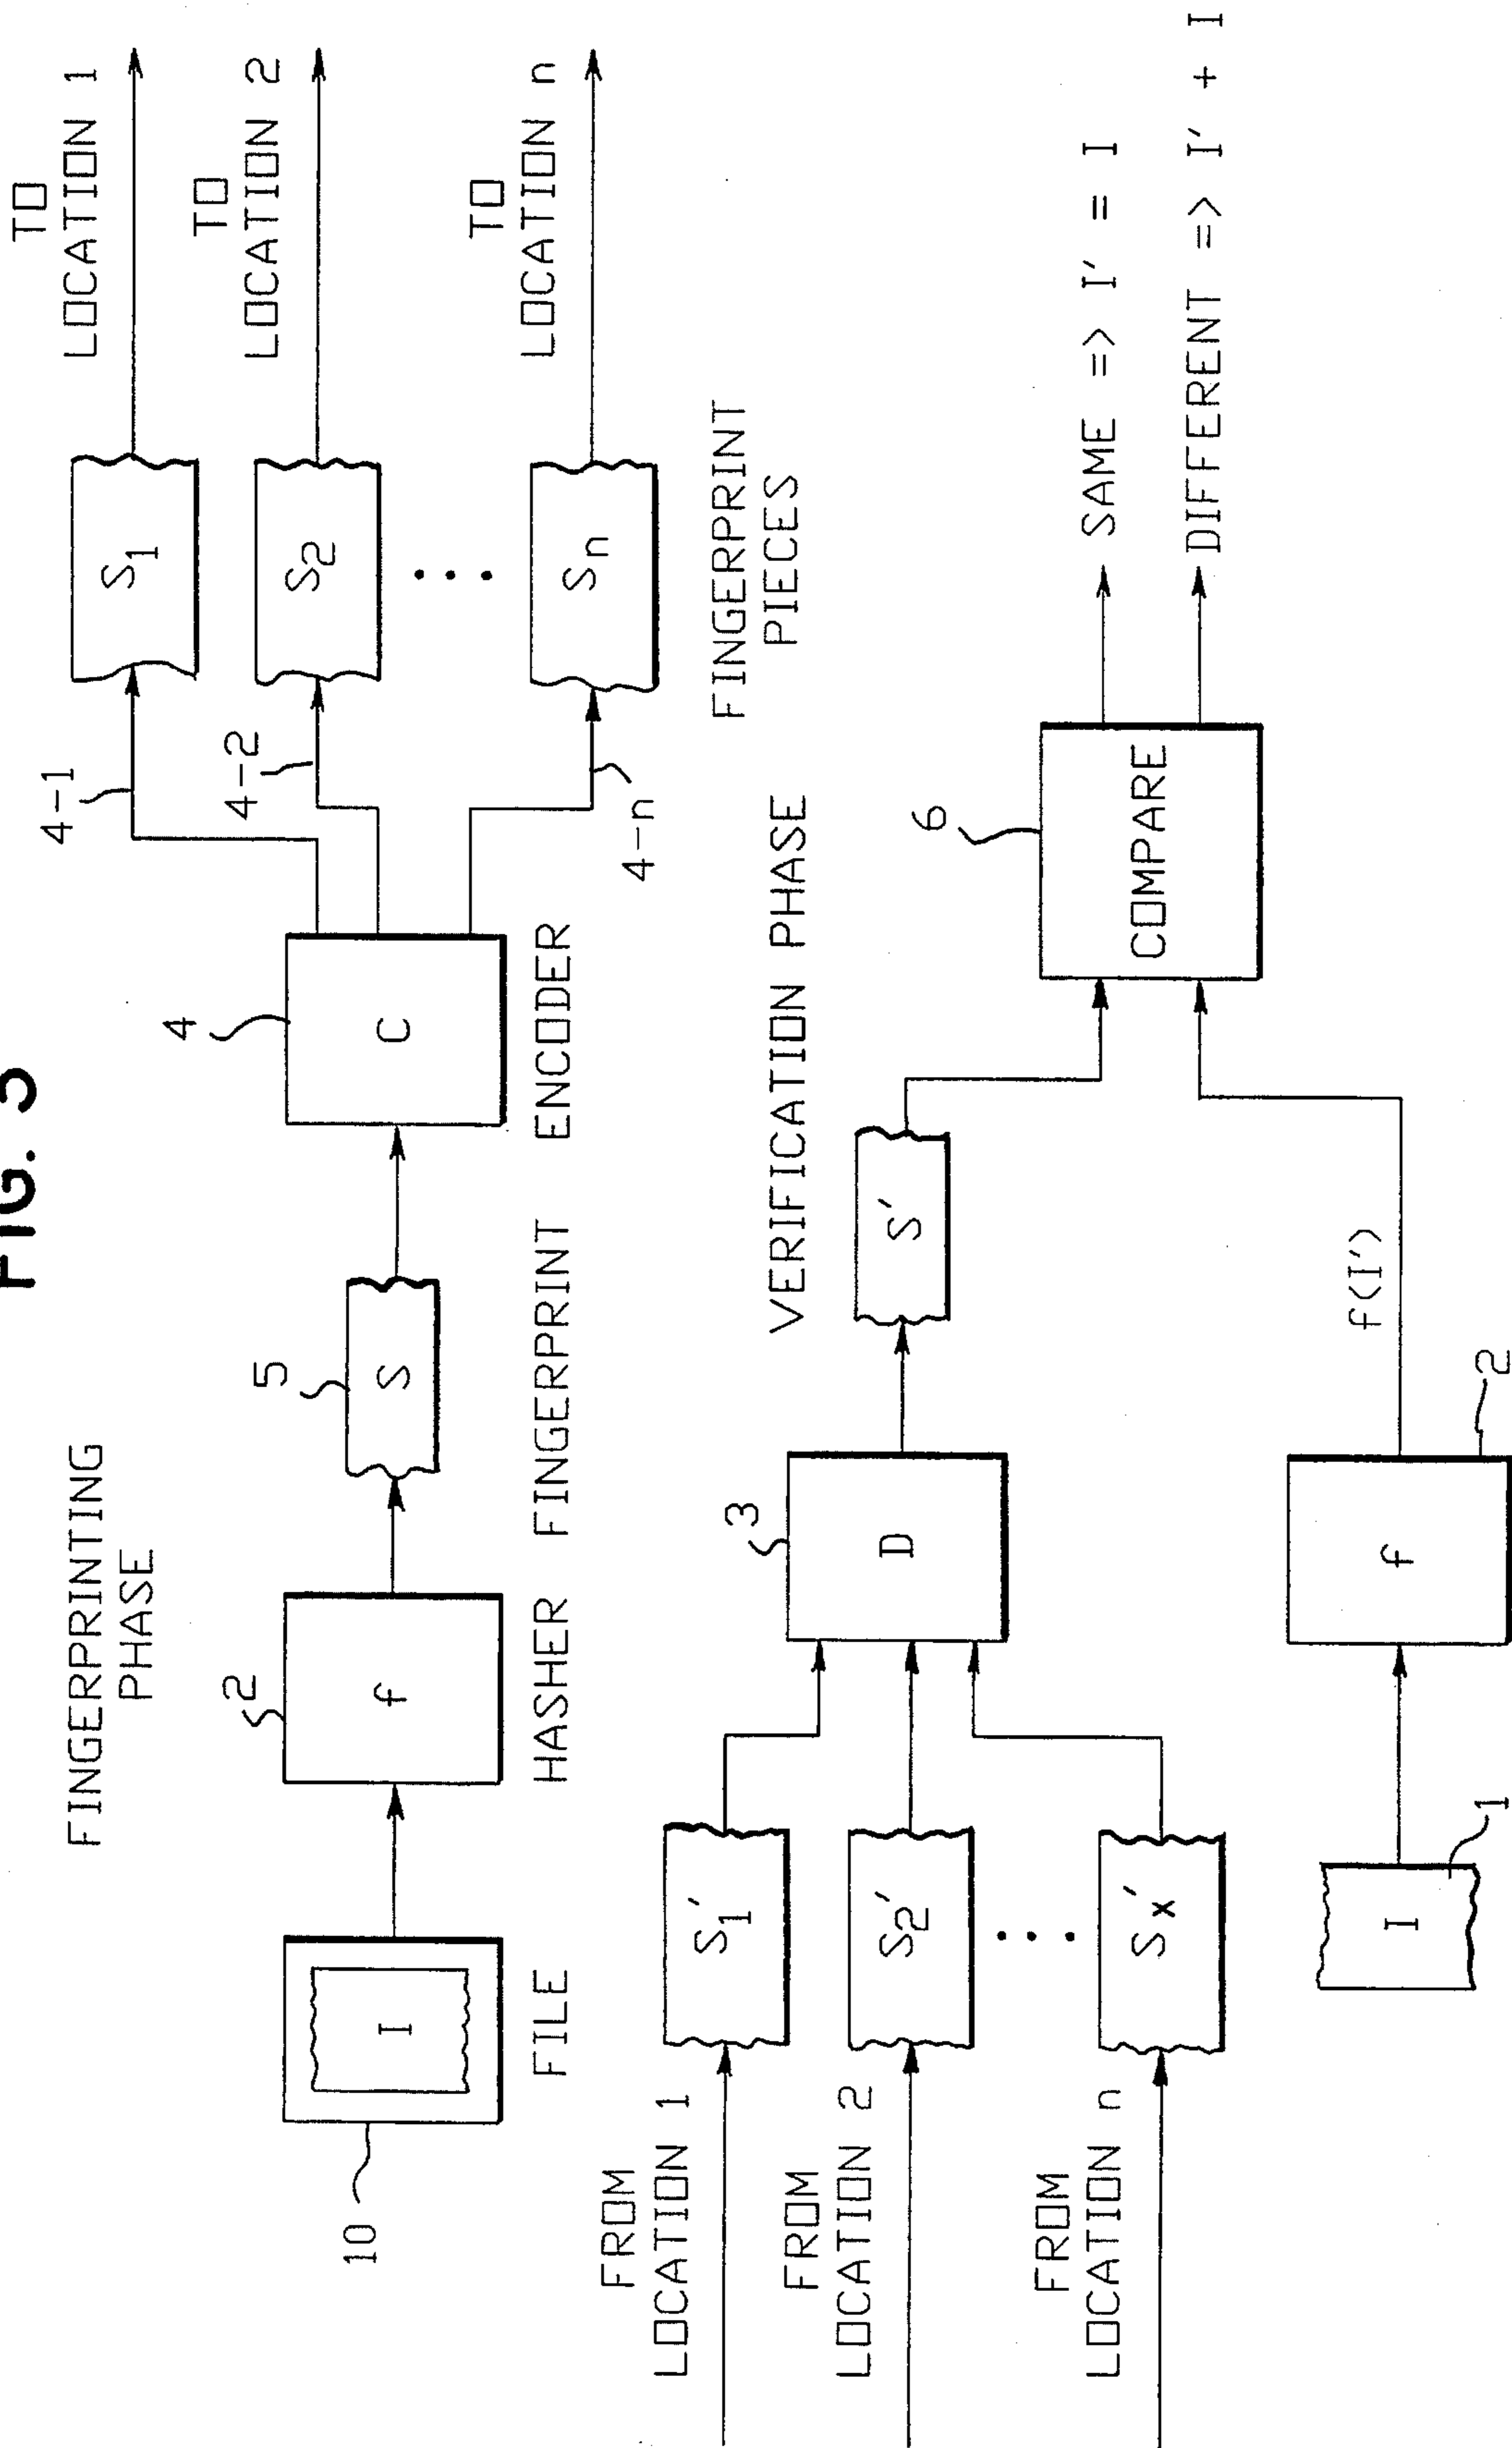 FIG. 3
FINGERPRINTING
PHASE
10
I
FILE
2
f
HASHER
5
S
FINGERPRINT
4
C
ENCODER
4-1
4-2
4-n
S1
S2
Sn
FINGERPRINT
PIECES
TO
LOCATION 1
TO
LOCATION 2
TO
LOCATION n
VERIFICATION PHASE
FROM
LOCATION 1
FROM
LOCATION 2
FROM
LOCATION n
S1'
S2'
Sx'
3
D
S'
I
1
f
2
f(I')
6
COMPARE
SAME => I' = I
DIFFERENT => I' + I